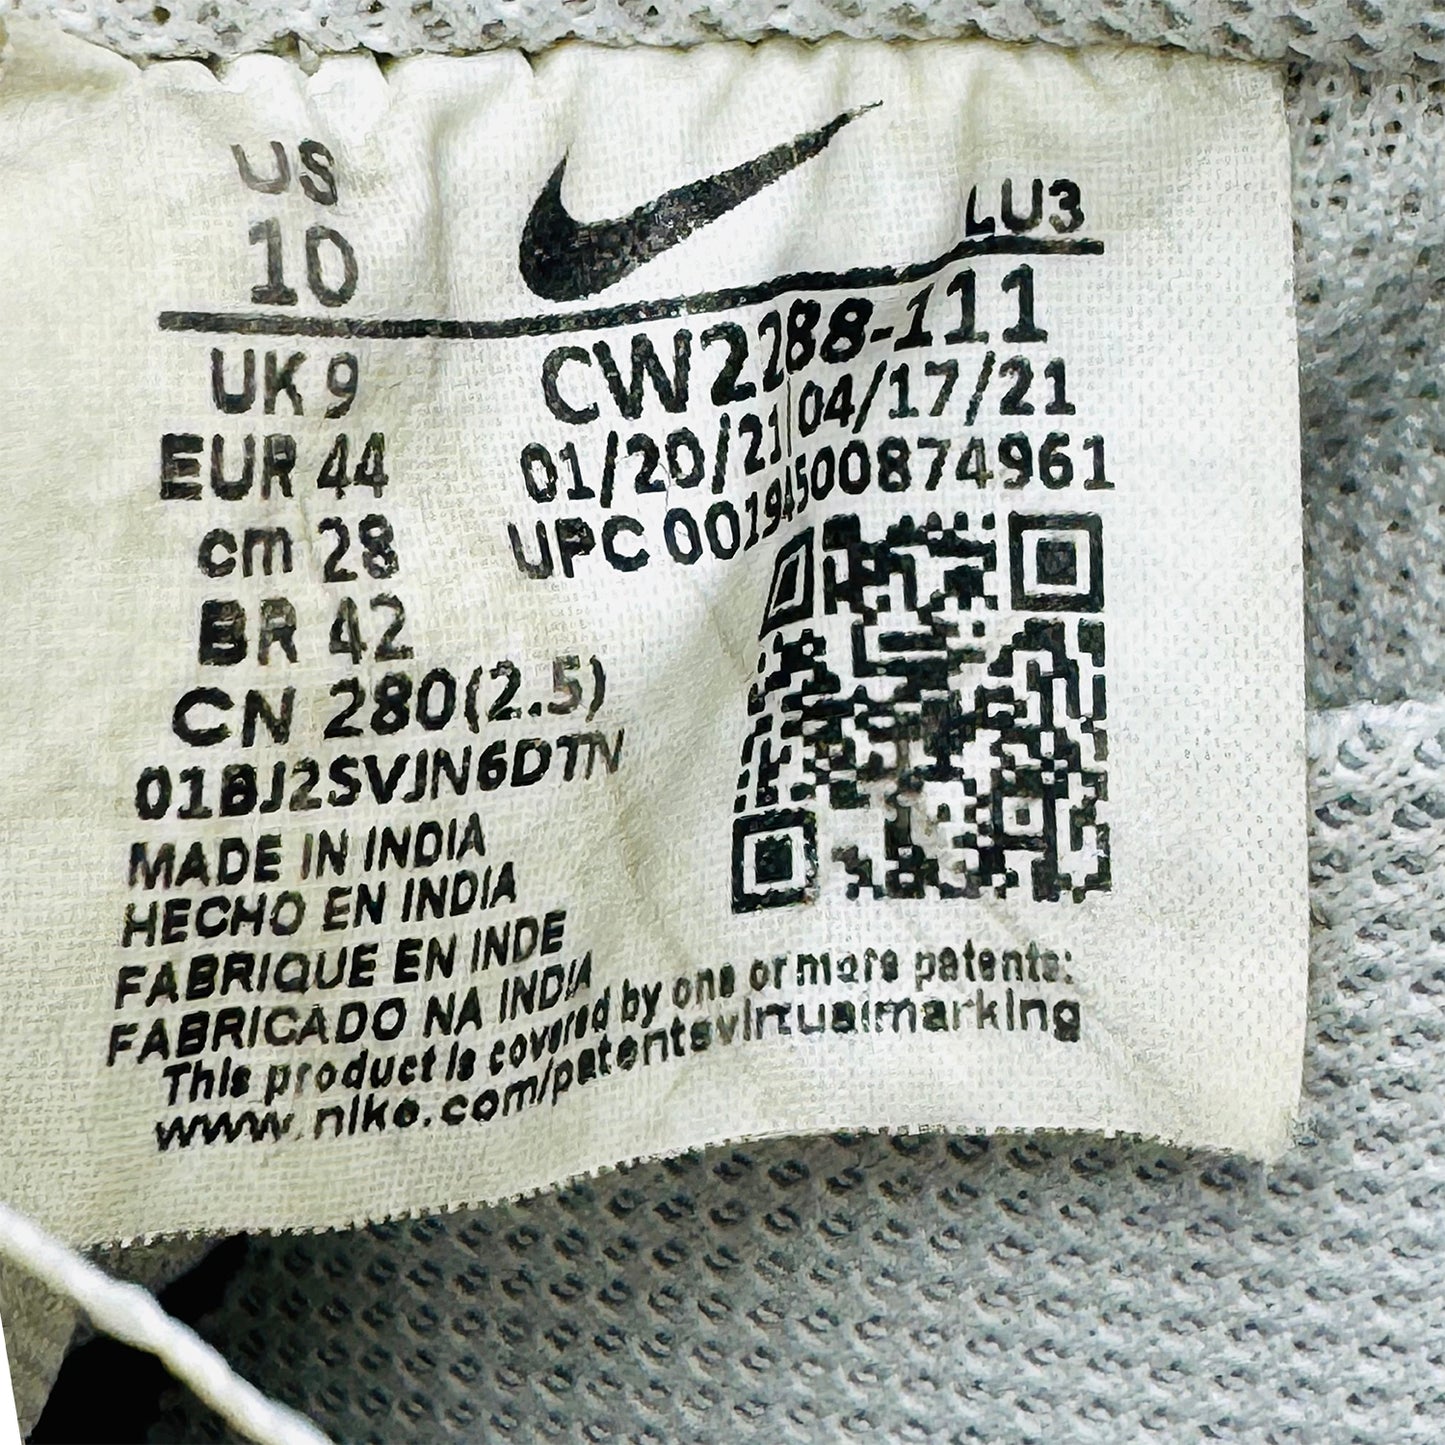 US
10
LU3
UK 9
EUR 44
cm 28
BR 42
CN 280(2.5)
01BJ2SVJN6DTN
CW2288-111
01/20/21 04/17/21
UPC 00194500874961
MADE IN INDIA
HECHO EN INDIA
FABRIQUE EN INDE
FABRICADO NA INDIA
This product is covered by one or more patents:
www.nike.com/patentsvirtualmarking